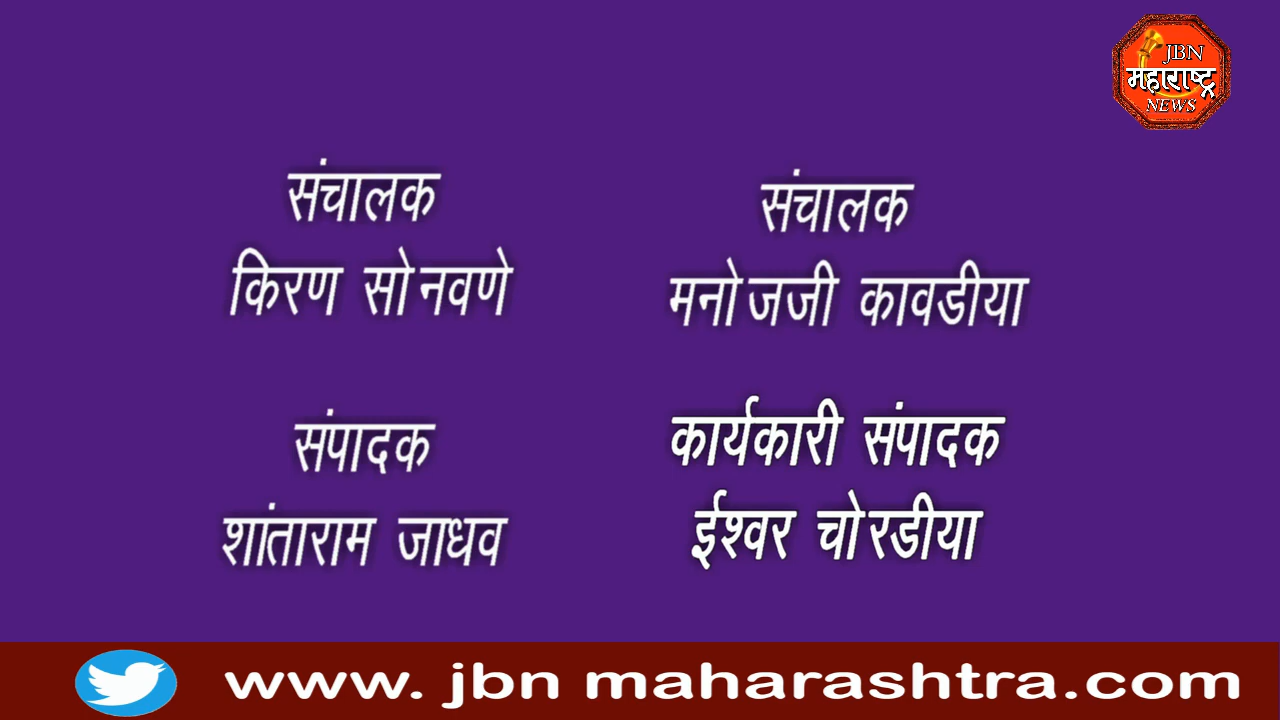 JBN
महाराष्ट्र
NEWS
संचालक
किरण सोनवणे
संचालक
मनोजजी कावडीया
संपादक
शांताराम जाधव
कार्यकारी संपादक
ईश्वर चोरडीया
www. jbn maharashtra.com